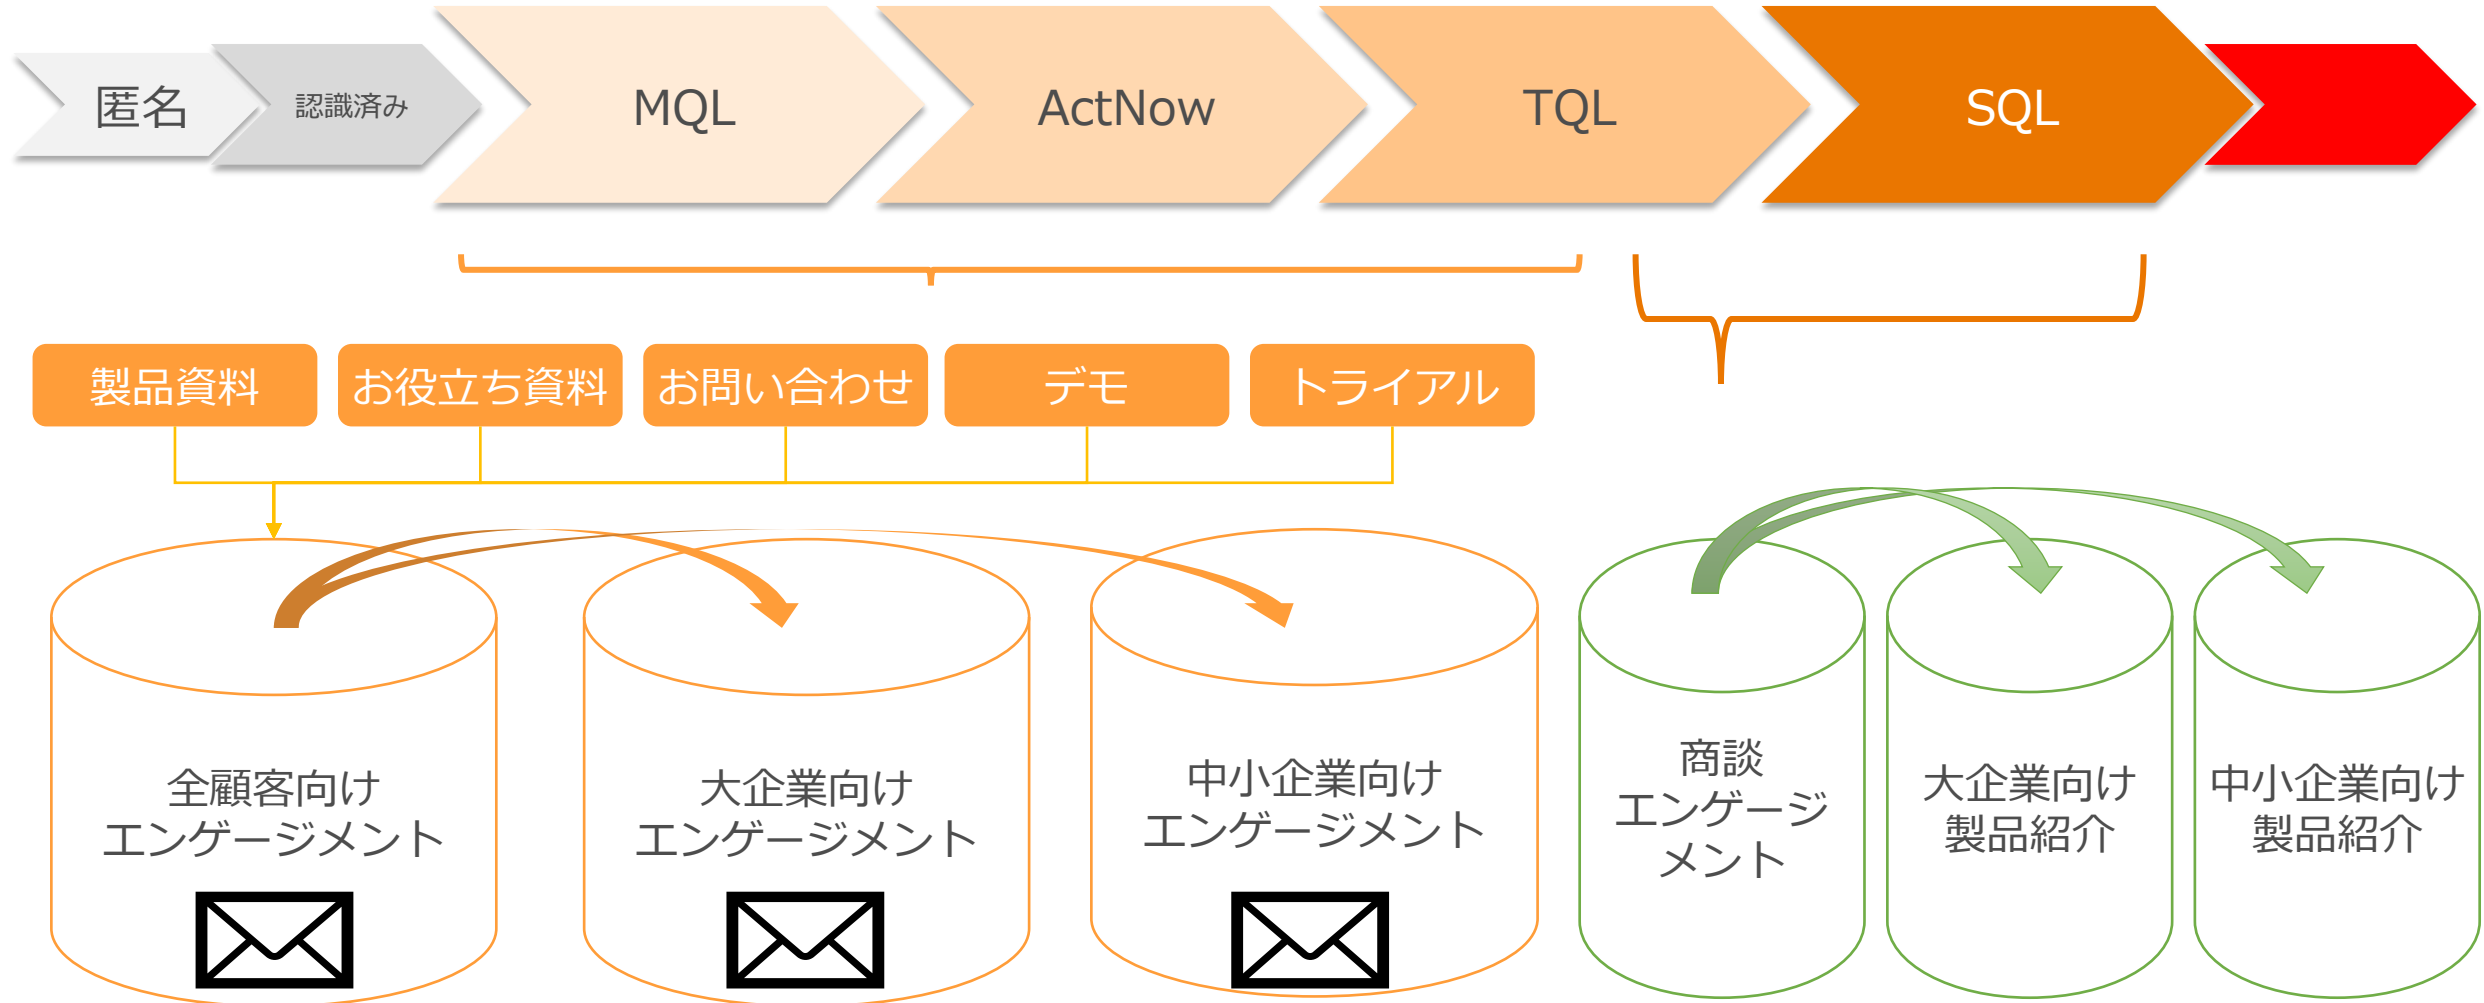 匿名
認識済み
MQL
ActNow
TQL
SQL
製品資料
お役立ち資料
お問い合わせ
デモ
トライアル
全顧客向け
エンゲージメント
大企業向け
エンゲージメント
中小企業向け
エンゲージメント
商談
エンゲージ
メント
大企業向け
製品紹介
中小企業向け
製品紹介